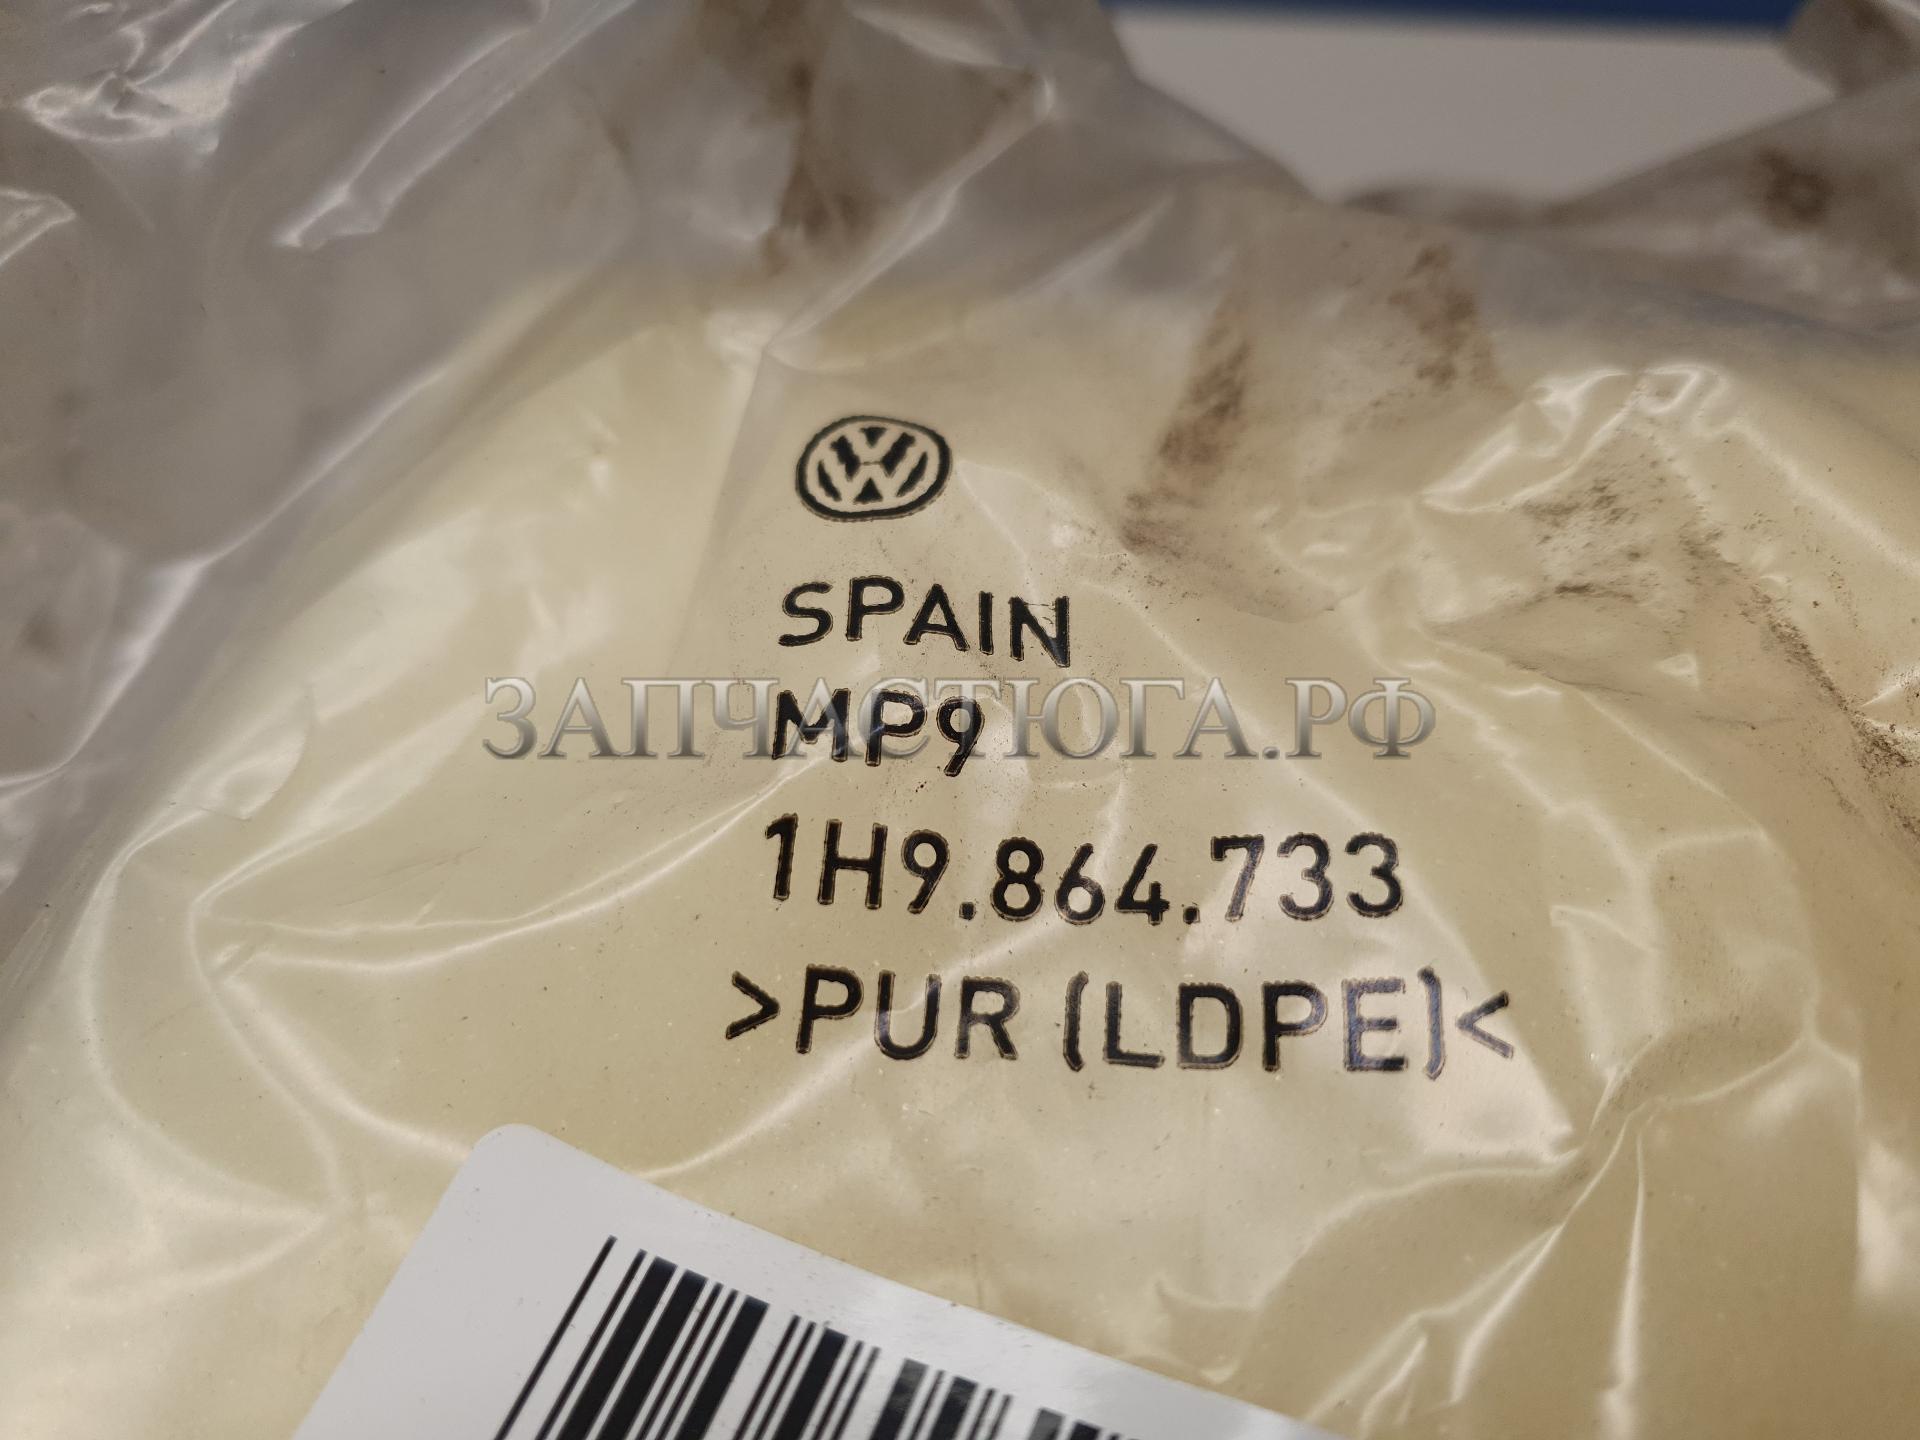 SPAIN
MP9
ЗАПЧАСТЮГА.РФ
1H9.864.733
>PUR (LDPE)<